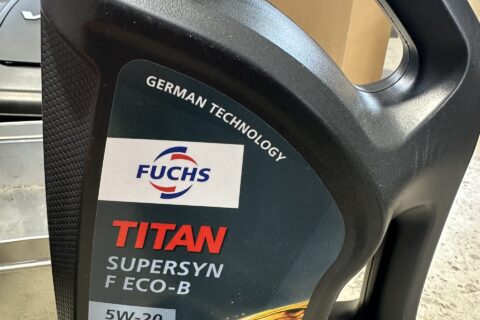 GERMAN TECHNOLOGY
FUCHS
TITAN
SUPERSYN
F ECO-B
5W-20